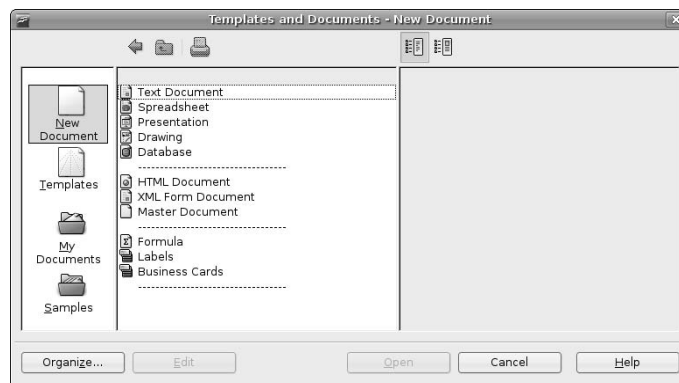 Templates and Documents - New Document
New
Document
Templates
My
Documents
Samples
Text Document
Spreadsheet
Presentation
Drawing
Database
------------------------------
HTML Document
XML Form Document
Master Document
------------------------------
Formula
Labels
Business Cards
------------------------------
Organize...
Edit
Open
Cancel
Help